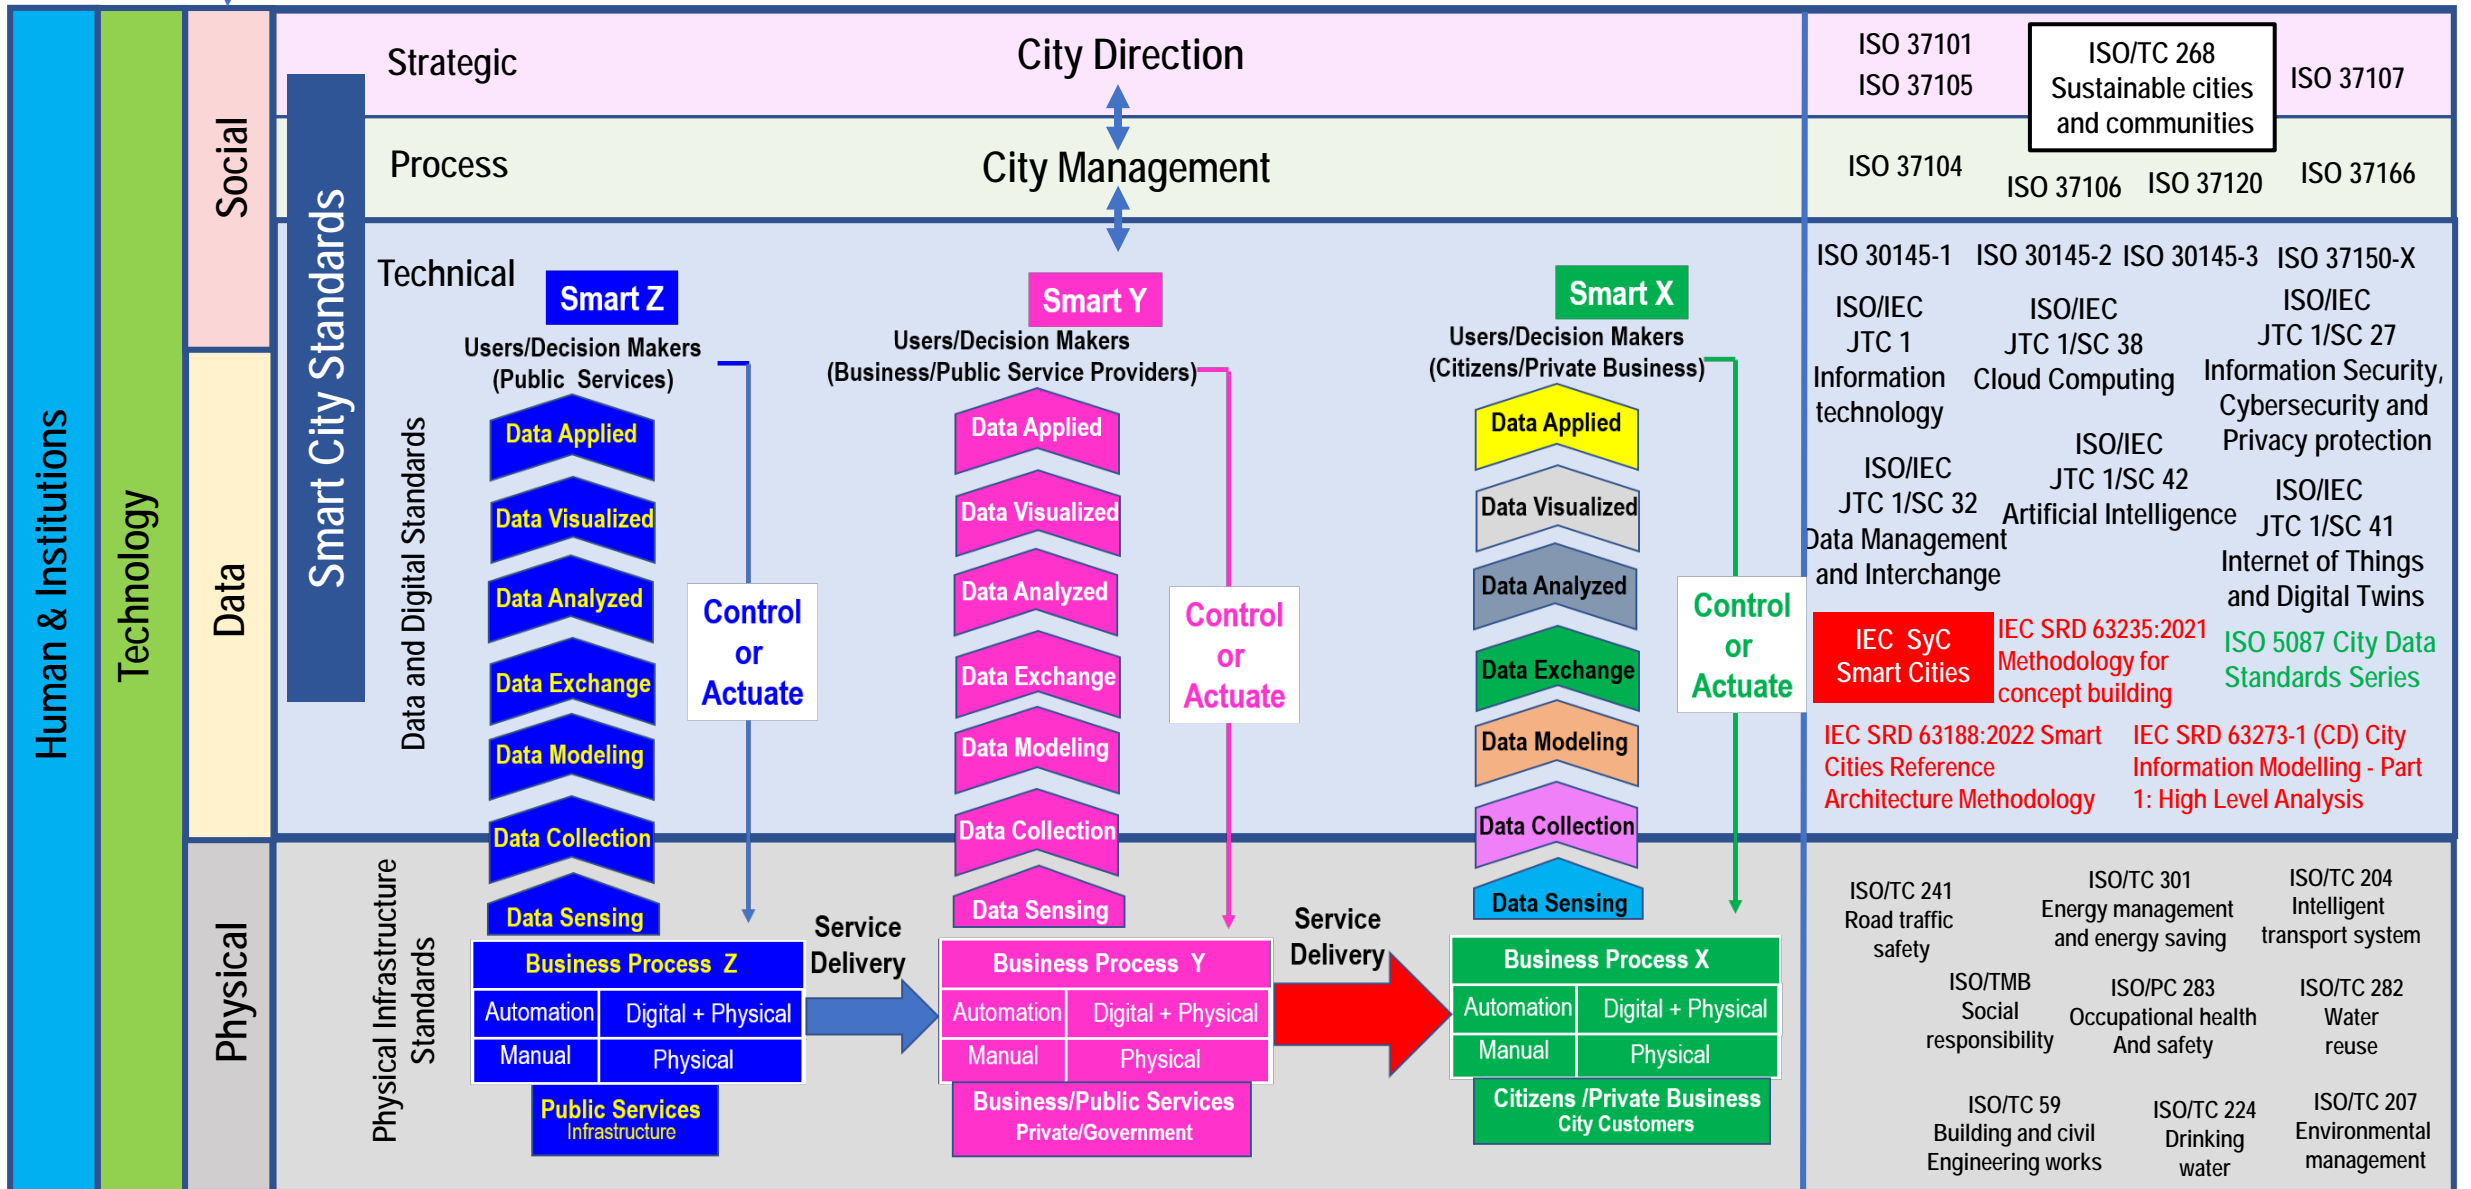 Human & Institutions
Technology
Social
Data
Physical
Smart City Standards
Strategic
City Direction
ISO 37101
ISO 37105
ISO/TC 268
Sustainable cities
and communities
ISO 37107
Process
City Management
ISO 37104
ISO 37106
ISO 37120
ISO 37166
Technical
Data and Digital Standards
Smart Z
Users/Decision Makers
(Public Services)
Data Applied
Data Visualized
Data Analyzed
Data Exchange
Data Modeling
Data Collection
Data Sensing
Control
or
Actuate
Smart Y
Users/Decision Makers
(Business/Public Service Providers)
Data Applied
Data Visualized
Data Analyzed
Data Exchange
Data Modeling
Data Collection
Data Sensing
Control
or
Actuate
Smart X
Users/Decision Makers
(Citizens/Private Business)
Data Applied
Data Visualized
Data Analyzed
Data Exchange
Data Modeling
Data Collection
Data Sensing
Control
or
Actuate
ISO 30145-1
ISO 30145-2
ISO 30145-3
ISO 37150-X
ISO/IEC
JTC 1
Information
technology
ISO/IEC
JTC 1/SC 38
Cloud Computing
ISO/IEC
JTC 1/SC 27
Information Security,
Cybersecurity and
Privacy protection
ISO/IEC
JTC 1/SC 32
Data Management
and Interchange
ISO/IEC
JTC 1/SC 42
Artificial Intelligence
ISO/IEC
JTC 1/SC 41
Internet of Things
and Digital Twins
IEC SyC
Smart Cities
IEC SRD 63235:2021
Methodology for
concept building
ISO 5087 City Data
Standards Series
IEC SRD 63188:2022 Smart
Cities Reference
Architecture Methodology
IEC SRD 63273-1 (CD) City
Information Modelling - Part
1: High Level Analysis
Physical Infrastructure
Standards
Business Process Z
Automation
Digital + Physical
Manual
Physical
Public Services
Infrastructure
Service
Delivery
Business Process Y
Automation
Digital + Physical
Manual
Physical
Business/Public Services
Private/Government
Service
Delivery
Business Process X
Automation
Digital + Physical
Manual
Physical
Citizens /Private Business
City Customers
ISO/TC 241
Road traffic
safety
ISO/TC 301
Energy management
and energy saving
ISO/TC 204
Intelligent
transport system
ISO/TMB
Social
responsibility
ISO/PC 283
Occupational health
And safety
ISO/TC 282
Water
reuse
ISO/TC 59
Building and civil
Engineering works
ISO/TC 224
Drinking
water
ISO/TC 207
Environmental
management